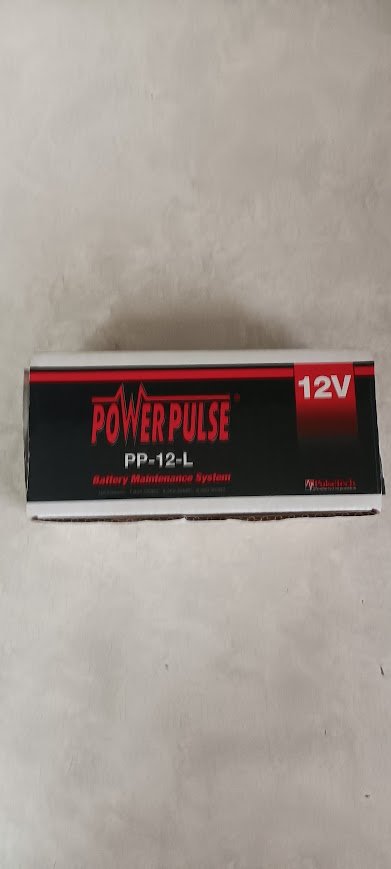 12V
POWER PULSE®
PP-12-L
Battery Maintenance System
PulseTech